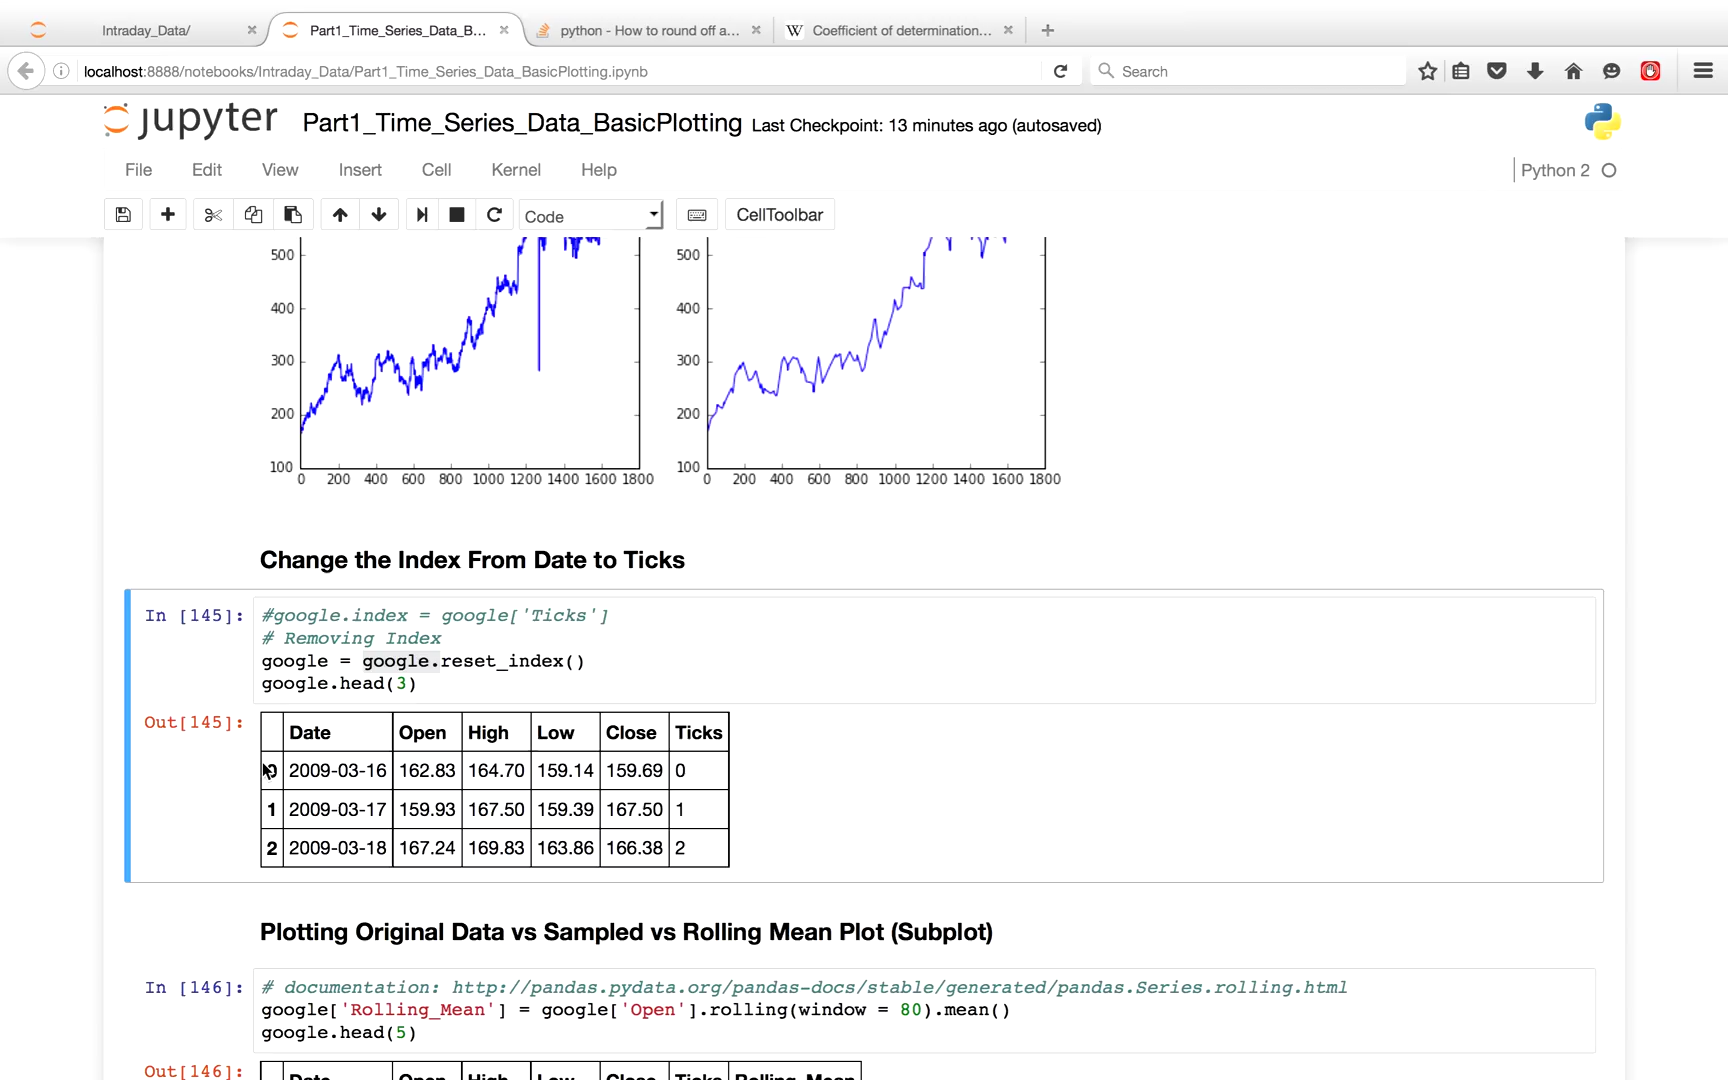 Intraday_Data/
Part1_Time_Series_Data_B...
python - How to round off a...
W Coefficient of determination...
localhost:8888/notebooks/Intraday_Data/Part1_Time_Series_Data_BasicPlotting.ipynb
Search
jupyter Part1_Time_Series_Data_BasicPlotting Last Checkpoint: 13 minutes ago (autosaved)
File Edit View Insert Cell Kernel Help
Python 2
Code
CellToolbar
500
400
300
200
100
0 200 400 600 800 1000 1200 1400 1600 1800
500
400
300
200
100
0 200 400 600 800 1000 1200 1400 1600 1800
Change the Index From Date to Ticks
In [145]: #google.index = google['Ticks']
# Removing Index
google = google.reset_index()
google.head(3)
Out[145]:
Date Open High Low Close Ticks
0 2009-03-16 162.83 164.70 159.14 159.69 0
1 2009-03-17 159.93 167.50 159.39 167.50 1
2 2009-03-18 167.24 169.83 163.86 166.38 2
Plotting Original Data vs Sampled vs Rolling Mean Plot (Subplot)
In [146]: # documentation: http://pandas.pydata.org/pandas-docs/stable/generated/pandas.Series.rolling.html
google['Rolling_Mean'] = google['Open'].rolling(window = 80).mean()
google.head(5)
Out[146]:
Date Open High Low Close Ticks Rolling_Mean